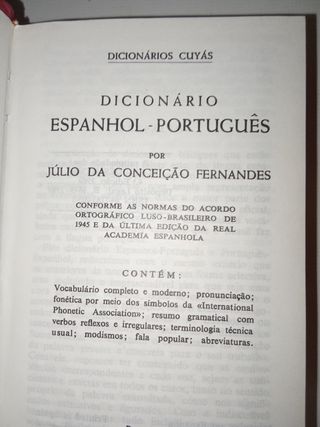 DICIONÁRIOS CUYÁS
DICIONÁRIO
ESPANHOL - PORTUGUÊS
POR
JÚLIO DA CONCEIÇÃO FERNANDES
CONFORME AS NORMAS DO ACORDO
ORTOGRÁFICO LUSO-BRASILEIRO DE
1945 E DA ÚLTIMA EDIÇÃO DA REAL
ACADEMIA ESPANHOLA
CONTÉM:
Vocabulário completo e moderno; pronunciação;
fonética por meio dos símbolos da «International
Phonetic Association»; resumo gramatical com
verbos reflexos e irregulares; terminologia técnica
usual; modismos; fala popular; abreviaturas.